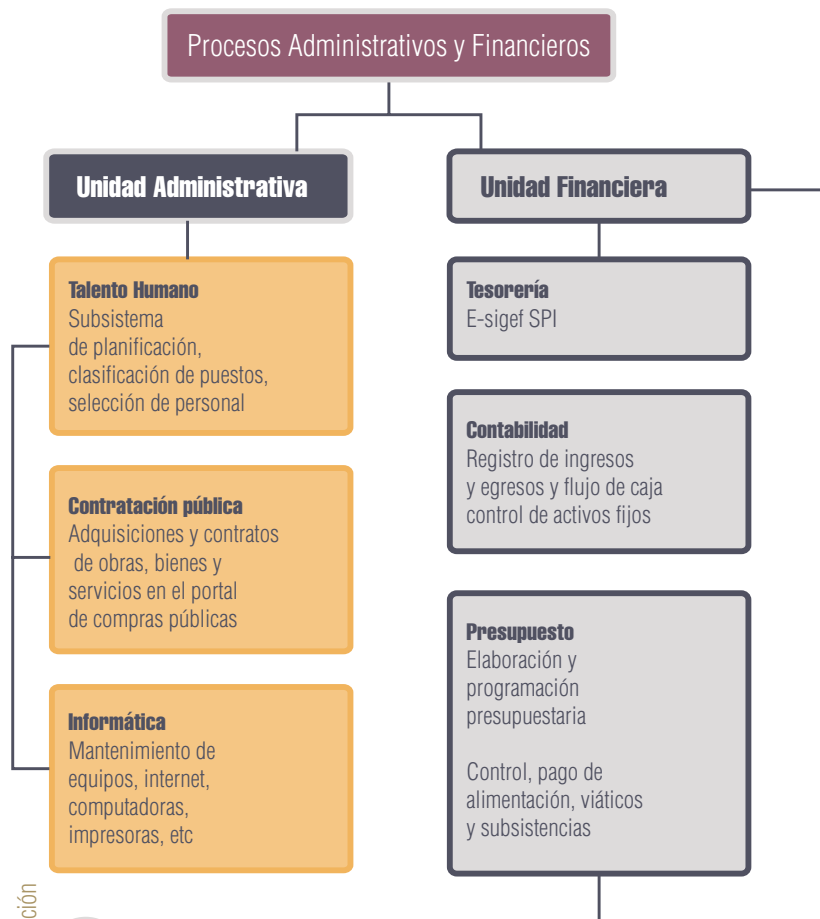 Procesos Administrativos y Financieros
Unidad Administrativa
Talento Humano
Subsistema
de planificación,
clasificación de puestos,
selección de personal
Contratación pública
Adquisiciones y contratos
de obras, bienes y
servicios en el portal
de compras públicas
Informática
Mantenimiento de
equipos, internet,
computadoras,
impresoras, etc
Unidad Financiera
Tesorería
E-sigef SPI
Contabilidad
Registro de ingresos
y egresos y flujo de caja
control de activos fijos
Presupuesto
Elaboración y
programación
presupuestaria
Control, pago de
alimentación, viáticos
y subsistencias
ción